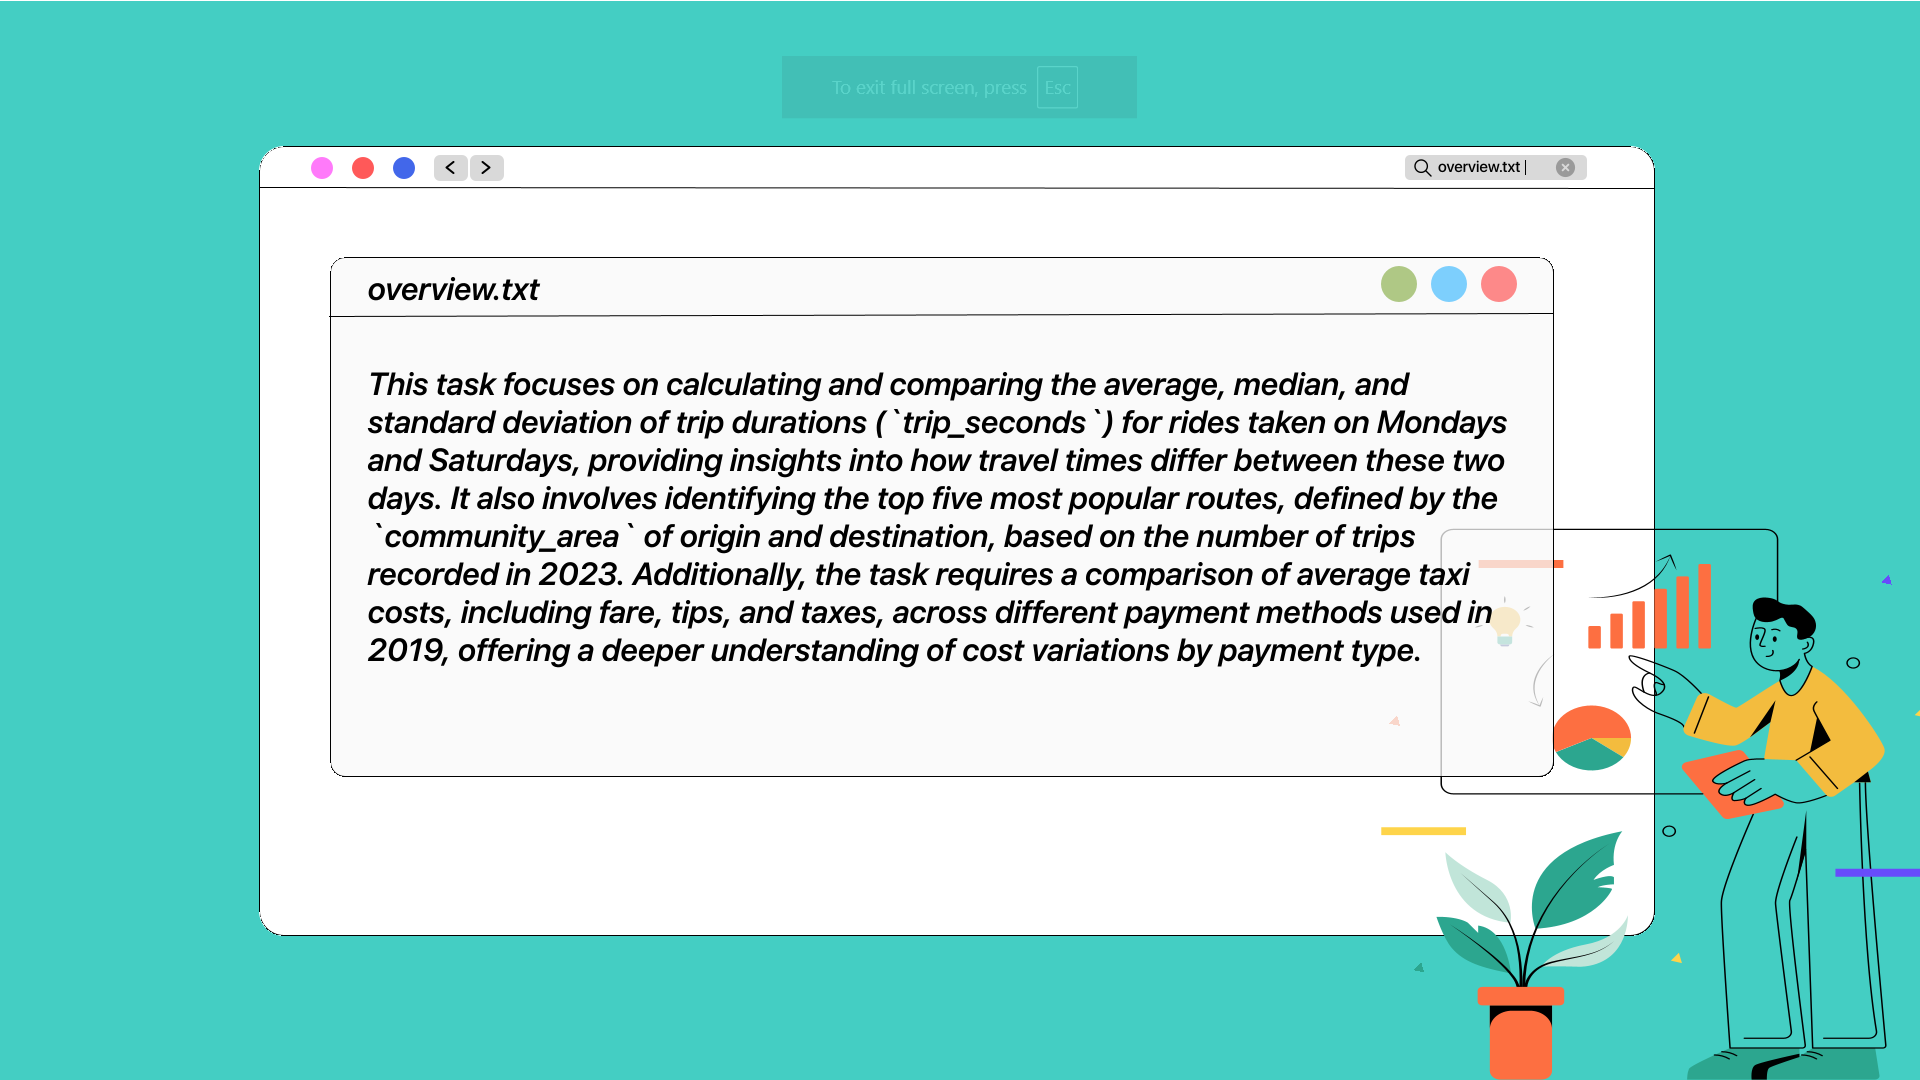 To exit full screen, press Esc
overview.txt
overview.txt
This task focuses on calculating and comparing the average, median, and
standard deviation of trip durations (`trip_seconds`) for rides taken on Mondays
and Saturdays, providing insights into how travel times differ between these two
days. It also involves identifying the top five most popular routes, defined by the
`community_area` of origin and destination, based on the number of trips
recorded in 2023. Additionally, the task requires a comparison of average taxi
costs, including fare, tips, and taxes, across different payment methods used in
2019, offering a deeper understanding of cost variations by payment type.